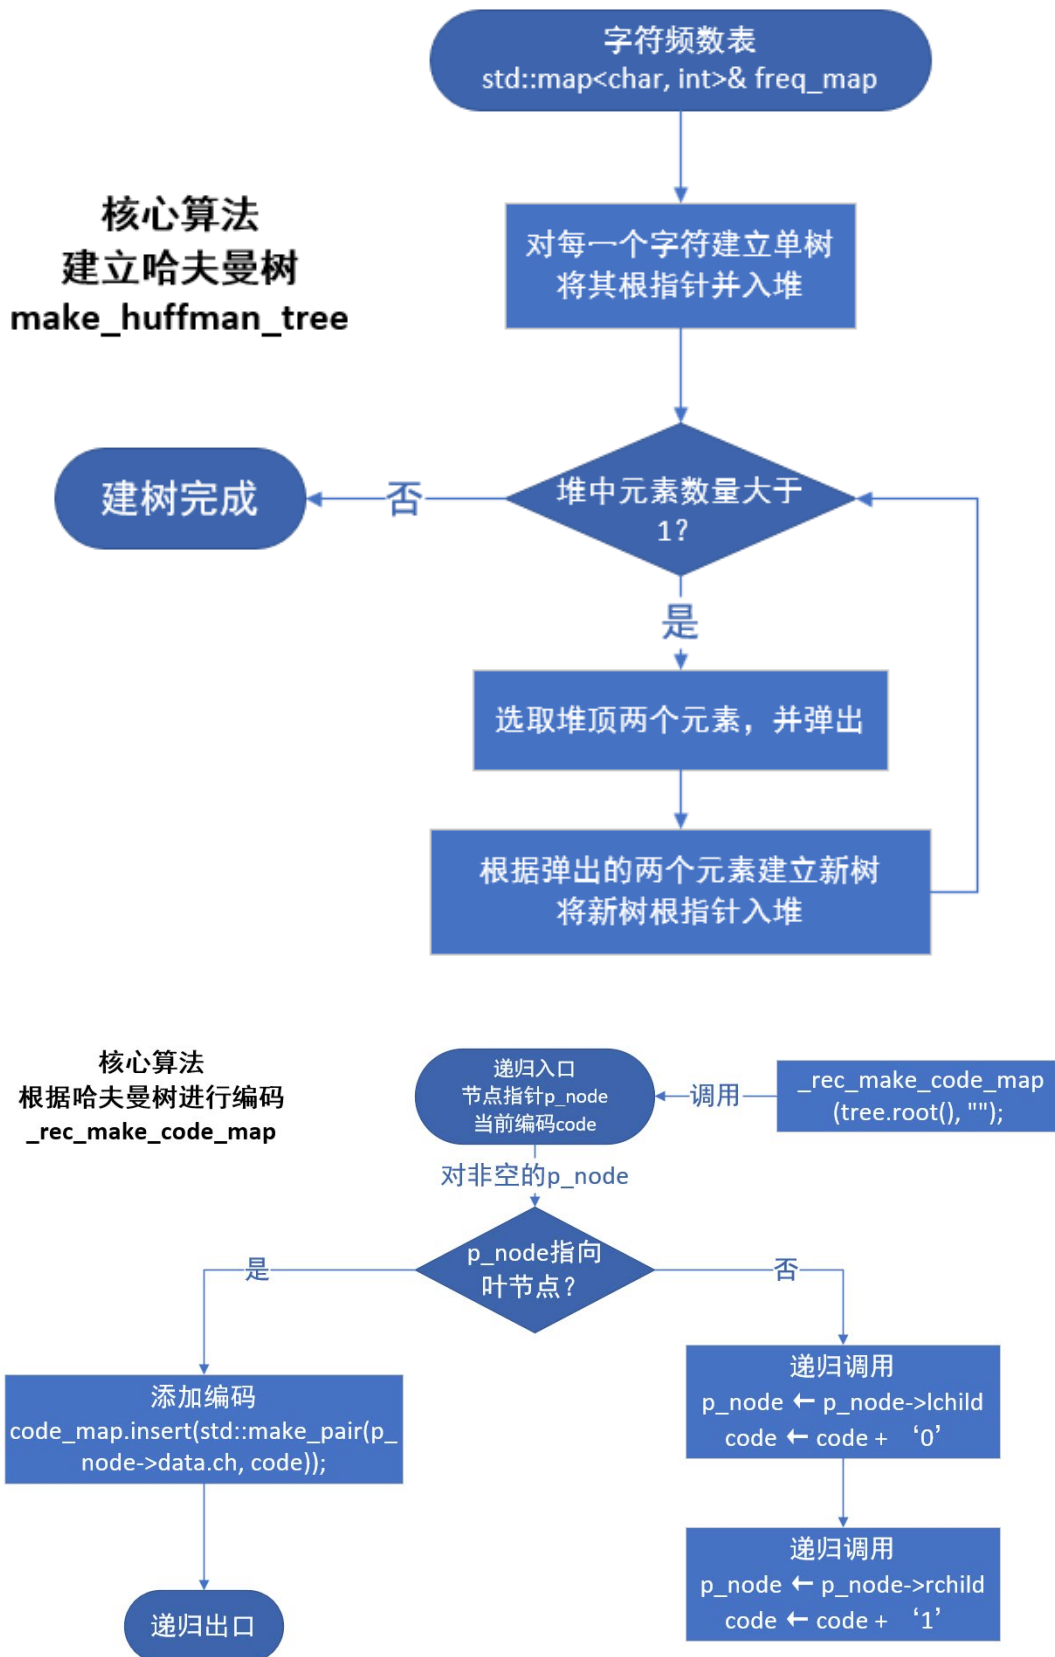 字符频数表
std::map<char, int>& freq_map
核心算法
建立哈夫曼树
make_huffman_tree
对每一个字符建立单树
将其根指针并入堆
堆中元素数量大于
1?
否
建树完成
是
选取堆顶两个元素，并弹出
根据弹出的两个元素建立新树
将新树根指针入堆
核心算法
根据哈夫曼树进行编码
_rec_make_code_map
递归入口
节点指针p_node
当前编码code
调用
_rec_make_code_map
(tree.root(), "");
对非空的p_node
p_node指向
叶节点？
是
否
添加编码
code_map.insert(std::make_pair(p_
node->data.ch, code));
递归出口
递归调用
p_node ← p_node->lchild
code ← code + ‘0’
递归调用
p_node ← p_node->rchild
code ← code + ‘1’